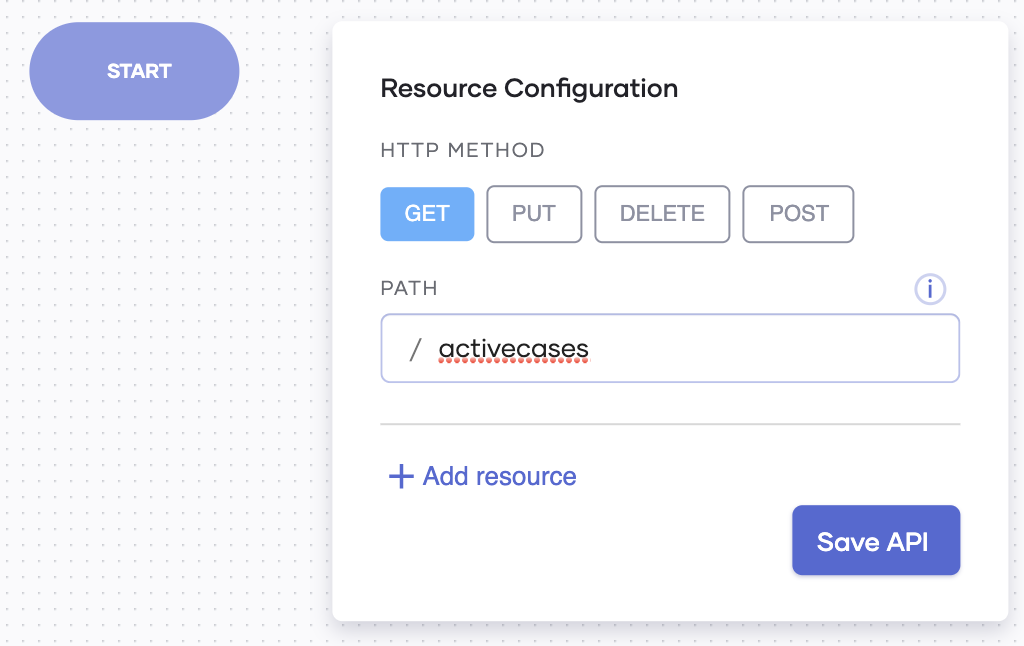 START
Resource Configuration
HTTP METHOD
GET PUT DELETE POST
PATH i
/ activecases
+ Add resource
Save API